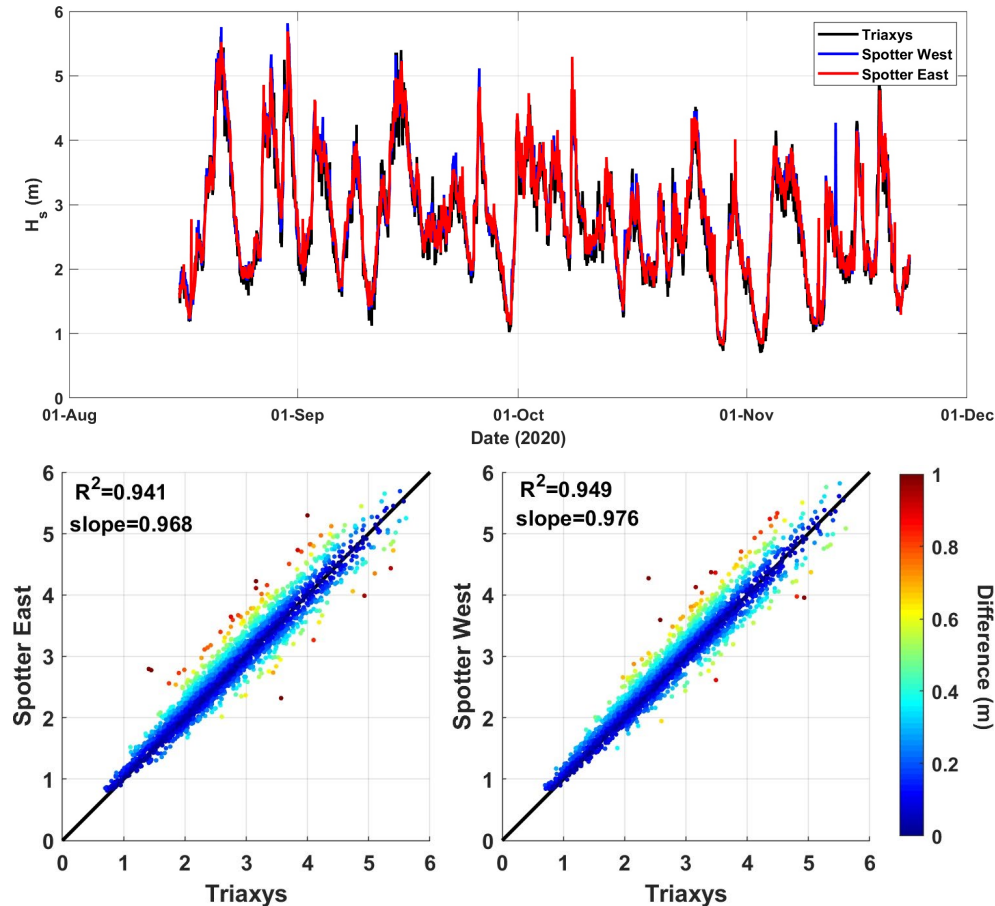 6
5
4
3
2
1
0
H_s (m)
Triaxys
Spotter West
Spotter East
01-Aug
01-Sep
01-Oct
01-Nov
01-Dec
Date (2020)
R²=0.941
slope=0.968
6
5
4
3
2
1
0
Spotter East
0
1
2
3
4
5
6
Triaxys
R²=0.949
slope=0.976
6
5
4
3
2
1
0
Spotter West
0
1
2
3
4
5
6
Triaxys
1
0.8
0.6
0.4
0.2
0
Difference (m)